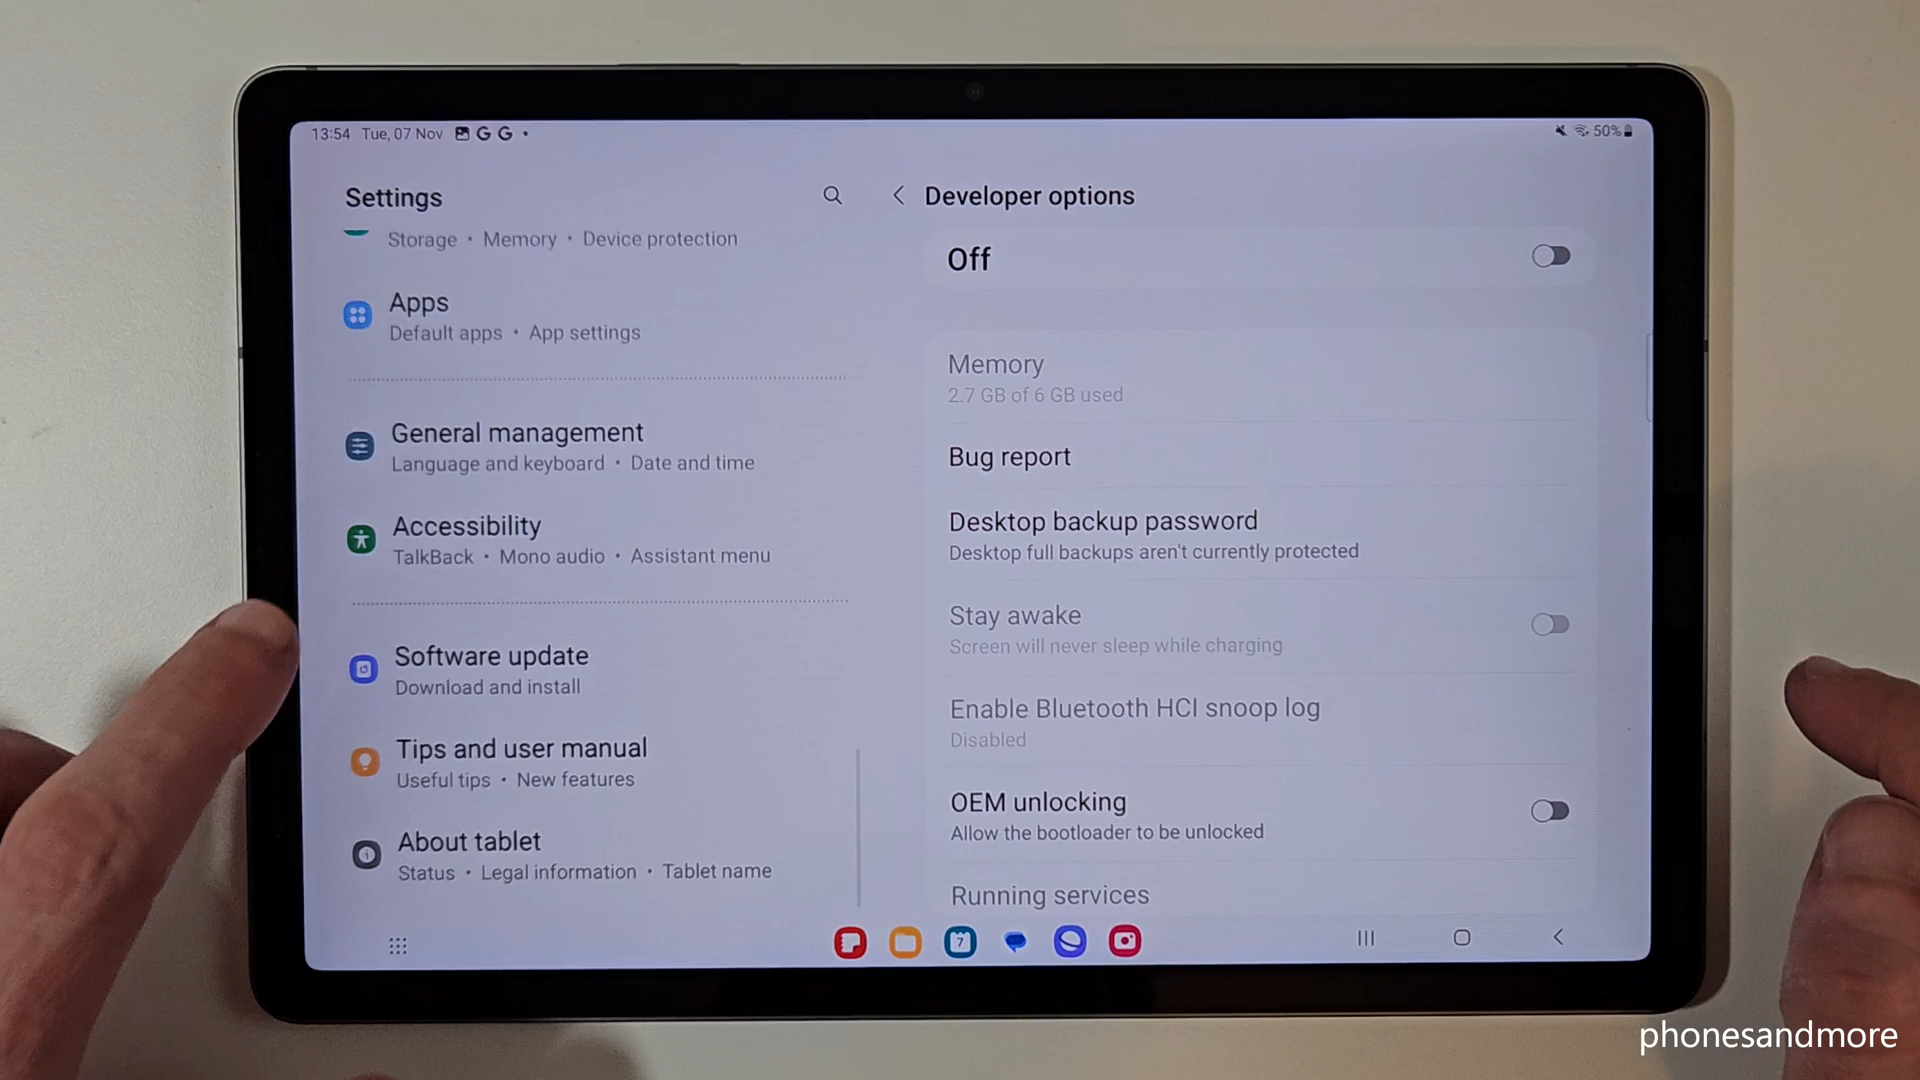 13:54 Tue, 07 Nov G G •
50%
Settings
Storage • Memory • Device protection
Apps
Default apps • App settings
General management
Language and keyboard • Date and time
Accessibility
TalkBack • Mono audio • Assistant menu
Software update
Download and install
Tips and user manual
Useful tips • New features
About tablet
Status • Legal information • Tablet name
Developer options
Off
Memory
2.7 GB of 6 GB used
Bug report
Desktop backup password
Desktop full backups aren't currently protected
Stay awake
Screen will never sleep while charging
Enable Bluetooth HCI snoop log
Disabled
OEM unlocking
Allow the bootloader to be unlocked
Running services
7
phonesandmore